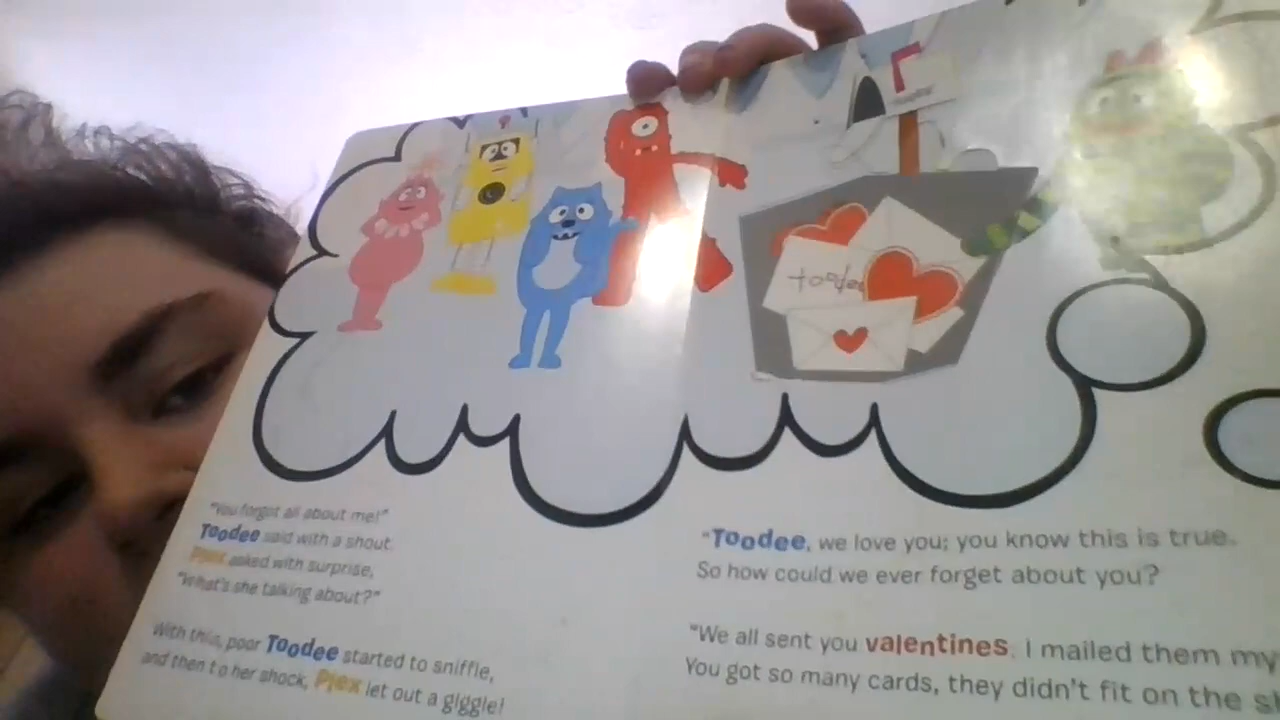 toodee
"You forgot all about me!"
Toodee said with a shout.
Plex asked with surprise,
"What's she talking about?"
With this, poor Toodee started to sniffle,
and then to her shock, Plex let out a giggle!
"Toodee, we love you; you know this is true.
So how could we ever forget about you?
"We all sent you valentines. I mailed them my
You got so many cards, they didn't fit on the